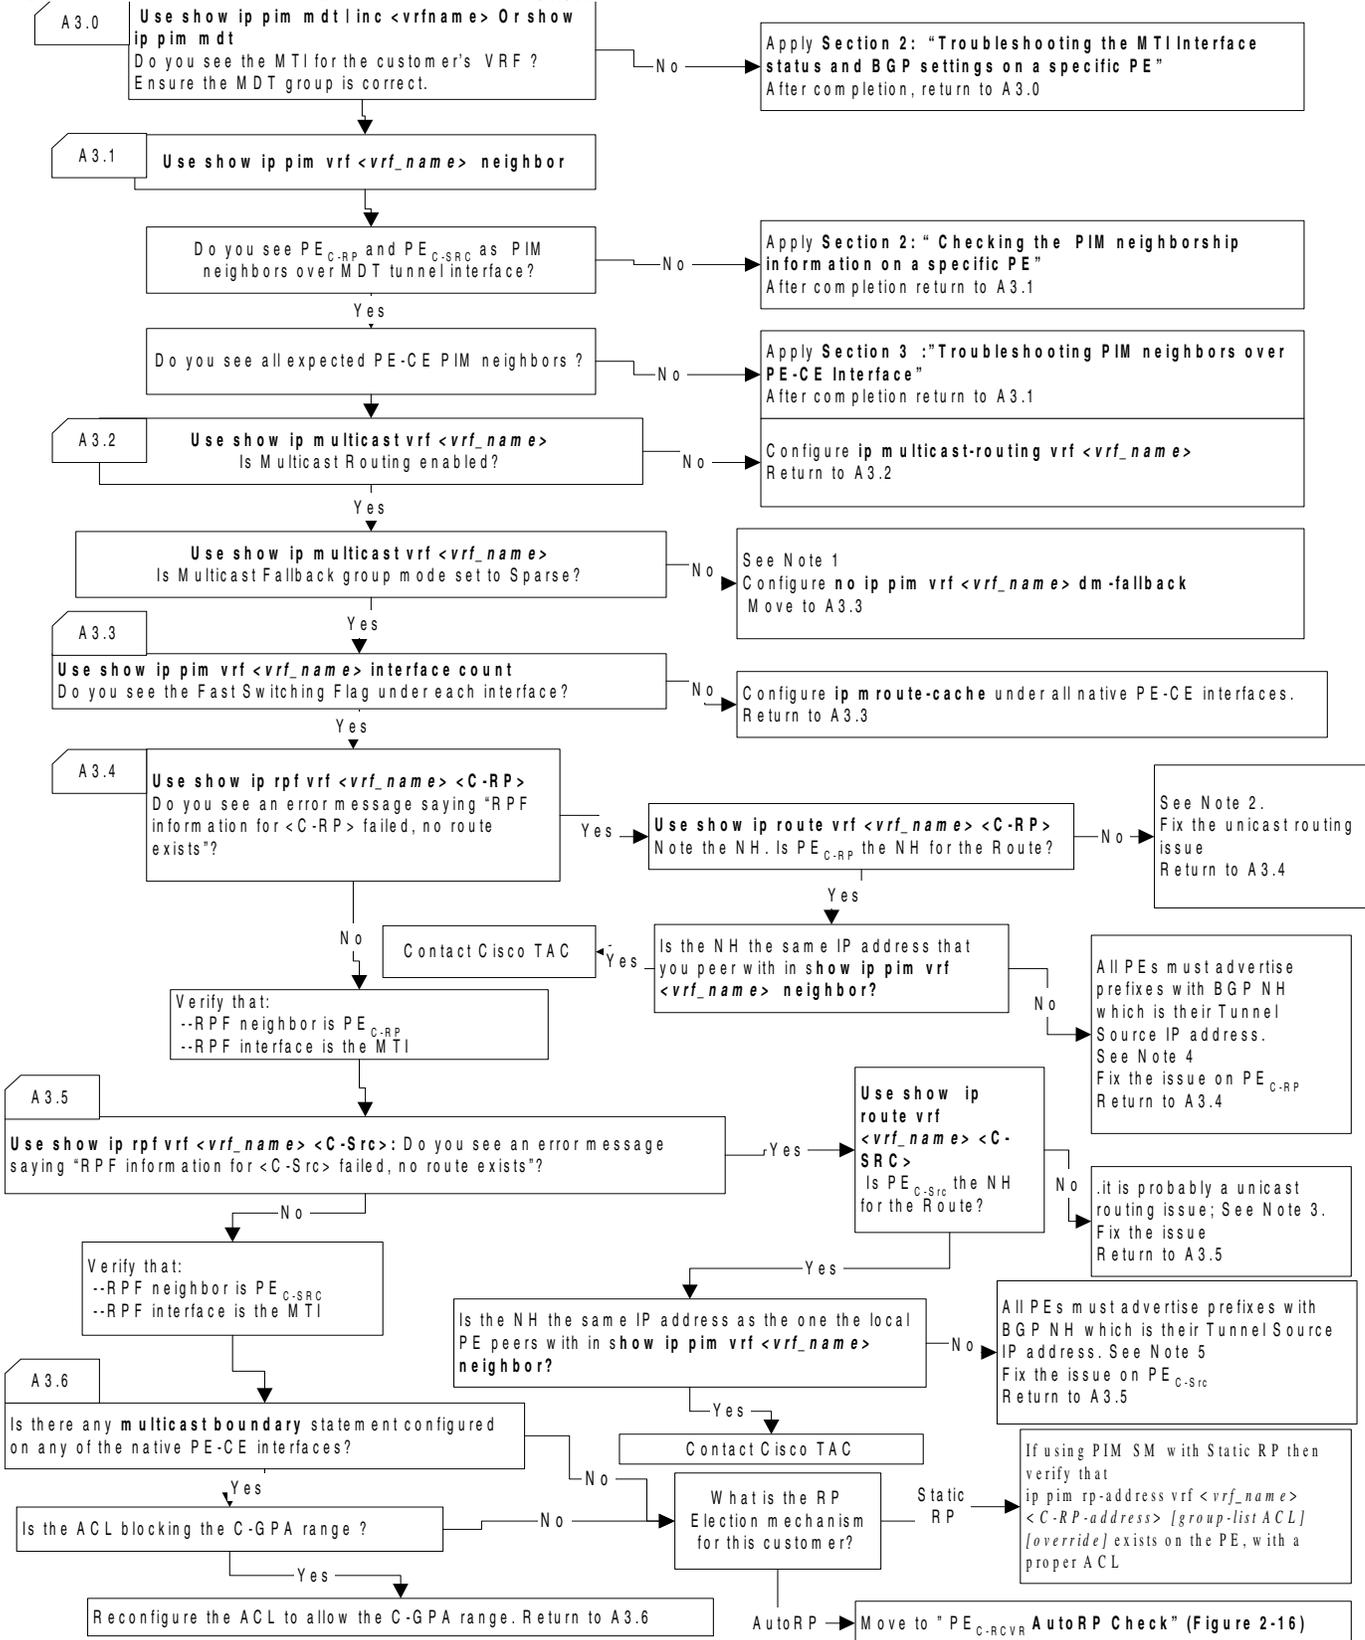 A3.0
Use show ip pim mdt | inc <vrfname> Or show
ip pim mdt
Do you see the MTI for the customer's VRF ?
Ensure the MDT group is correct.
No
Apply Section 2: “Troubleshooting the MTI Interface
status and BGP settings on a specific PE”
After completion, return to A3.0
A3.1
Use show ip pim vrf <vrf_name> neighbor
Do you see PE C-RP and PE C-SRC as PIM
neighbors over MDT tunnel interface?
No
Apply Section 2: “ Checking the PIM neighborship
information on a specific PE”
After completion return to A3.1
Yes
Do you see all expected PE-CE PIM neighbors ?
No
Apply Section 3 :”Troubleshooting PIM neighbors over
PE-CE Interface”
After completion return to A3.1
A3.2
Use show ip multicast vrf <vrf_name>
Is Multicast Routing enabled?
No
Configure ip multicast-routing vrf <vrf_name>
Return to A3.2
Yes
Use show ip multicast vrf <vrf_name>
Is Multicast Fallback group mode set to Sparse?
No
See Note 1
Configure no ip pim vrf <vrf_name> dm-fallback
Move to A3.3
Yes
A3.3
Use show ip pim vrf <vrf_name> interface count
Do you see the Fast Switching Flag under each interface?
No
Configure ip mroute-cache under all native PE-CE interfaces.
Return to A3.3
Yes
A3.4
Use show ip rpf vrf <vrf_name> <C-RP>
Do you see an error message saying “RPF
information for <C-RP> failed, no route
exists”?
Yes
Use show ip route vrf <vrf_name> <C-RP>
Note the NH. Is PE C-RP the NH for the Route?
No
See Note 2.
Fix the unicast routing
issue
Return to A3.4
Yes
No
Contact Cisco TAC
Yes
Is the NH the same IP address that
you peer with in show ip pim vrf
<vrf_name> neighbor?
No
All PEs must advertise
prefixes with BGP NH
which is their Tunnel
Source IP address.
See Note 4
Fix the issue on PE C-RP
Return to A3.4
Verify that:
--RPF neighbor is PE C-RP
--RPF interface is the MTI
A3.5
Use show ip rpf vrf <vrf_name> <C-Src>: Do you see an error message
saying “RPF information for <C-Src> failed, no route exists”?
Yes
Use show ip
route vrf
<vrf_name> <C-
SRC>
Is PE C-Src the NH
for the Route?
No
.it is probably a unicast
routing issue; See Note 3.
Fix the issue
Return to A3.5
No
Verify that:
--RPF neighbor is PE C-SRC
--RPF interface is the MTI
Yes
Is the NH the same IP address as the one the local
PE peers with in show ip pim vrf <vrf_name>
neighbor?
No
All PEs must advertise prefixes with
BGP NH which is their Tunnel Source
IP address. See Note 5
Fix the issue on PE C-Src
Return to A3.5
Yes
Contact Cisco TAC
A3.6
Is there any multicast boundary statement configured
on any of the native PE-CE interfaces?
No
Yes
Is the ACL blocking the C-GPA range ?
No
Yes
Reconfigure the ACL to allow the C-GPA range. Return to A3.6
What is the RP
Election mechanism
for this customer?
Static
RP
If using PIM SM with Static RP then
verify that
ip pim rp-address vrf <vrf_name>
<C-RP-address> [group-list ACL]
[override] exists on the PE, with a
proper ACL
AutoRP
Move to " PE C-RCVR AutoRP Check” (Figure 2-16)